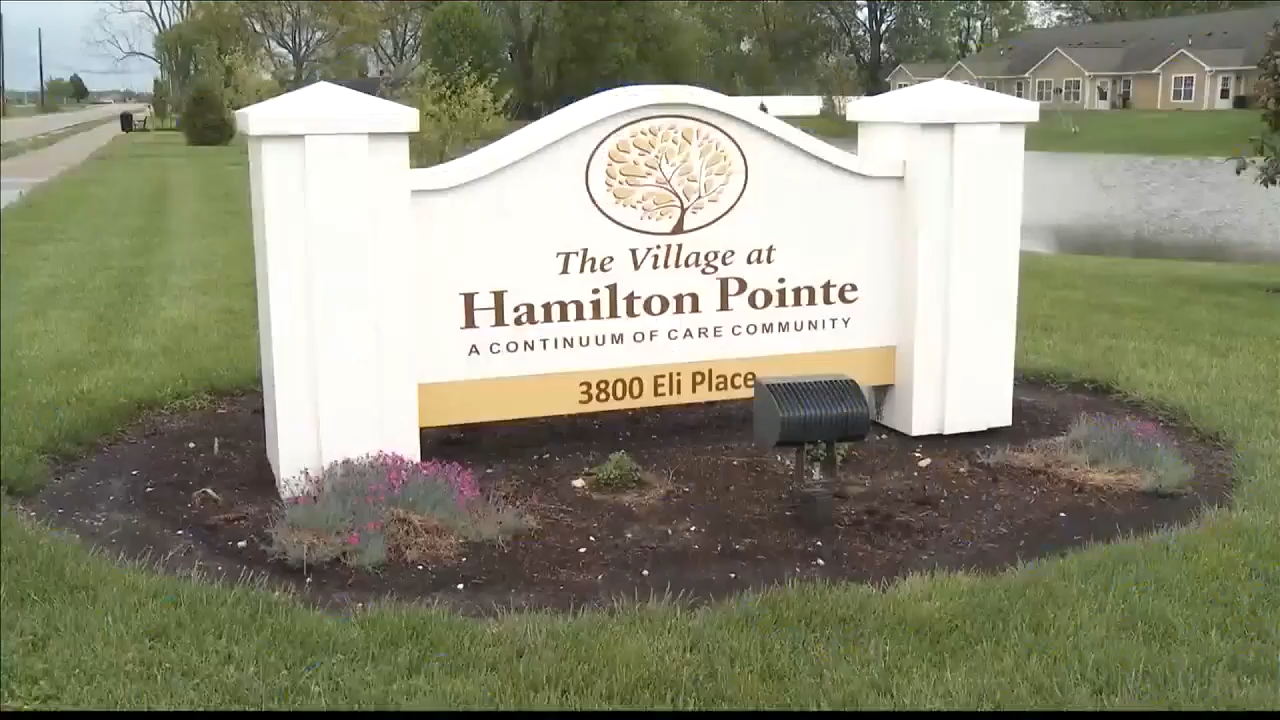 The Village at
Hamilton Pointe
A CONTINUUM OF CARE COMMUNITY
3800 Eli Place